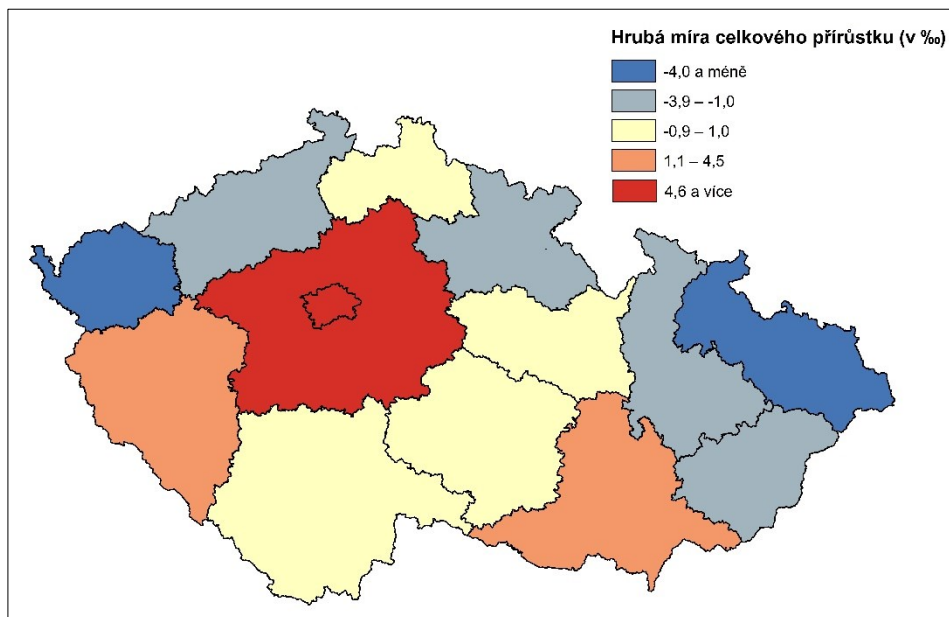 Hrubá míra celkového přírůstku (v ‰)
-4,0 a méně
-3,9 – -1,0
-0,9 – 1,0
1,1 – 4,5
4,6 a více